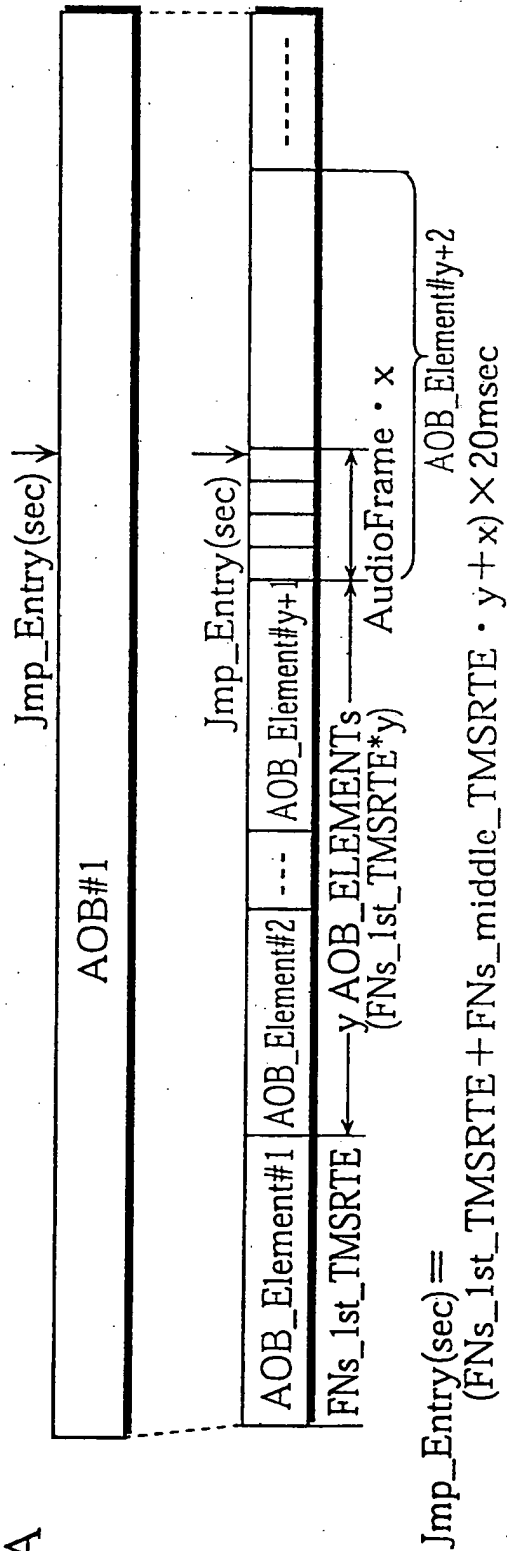 A
Jmp_Entry(sec)
AOB#1
Jmp_Entry(sec)
AOB_Element#1
AOB_Element#2
AOB_Element#y+1
FNs_1st_TMSRTE
y AOB_ELEMENTs
(FNs_1st_TMSRTE*y)
AudioFrame・x
AOB_Element#y+2
Jmp_Entry(sec)=
(FNs_1st_TMSRTE+FNs_middle_TMSRTE・y+x)×20msec